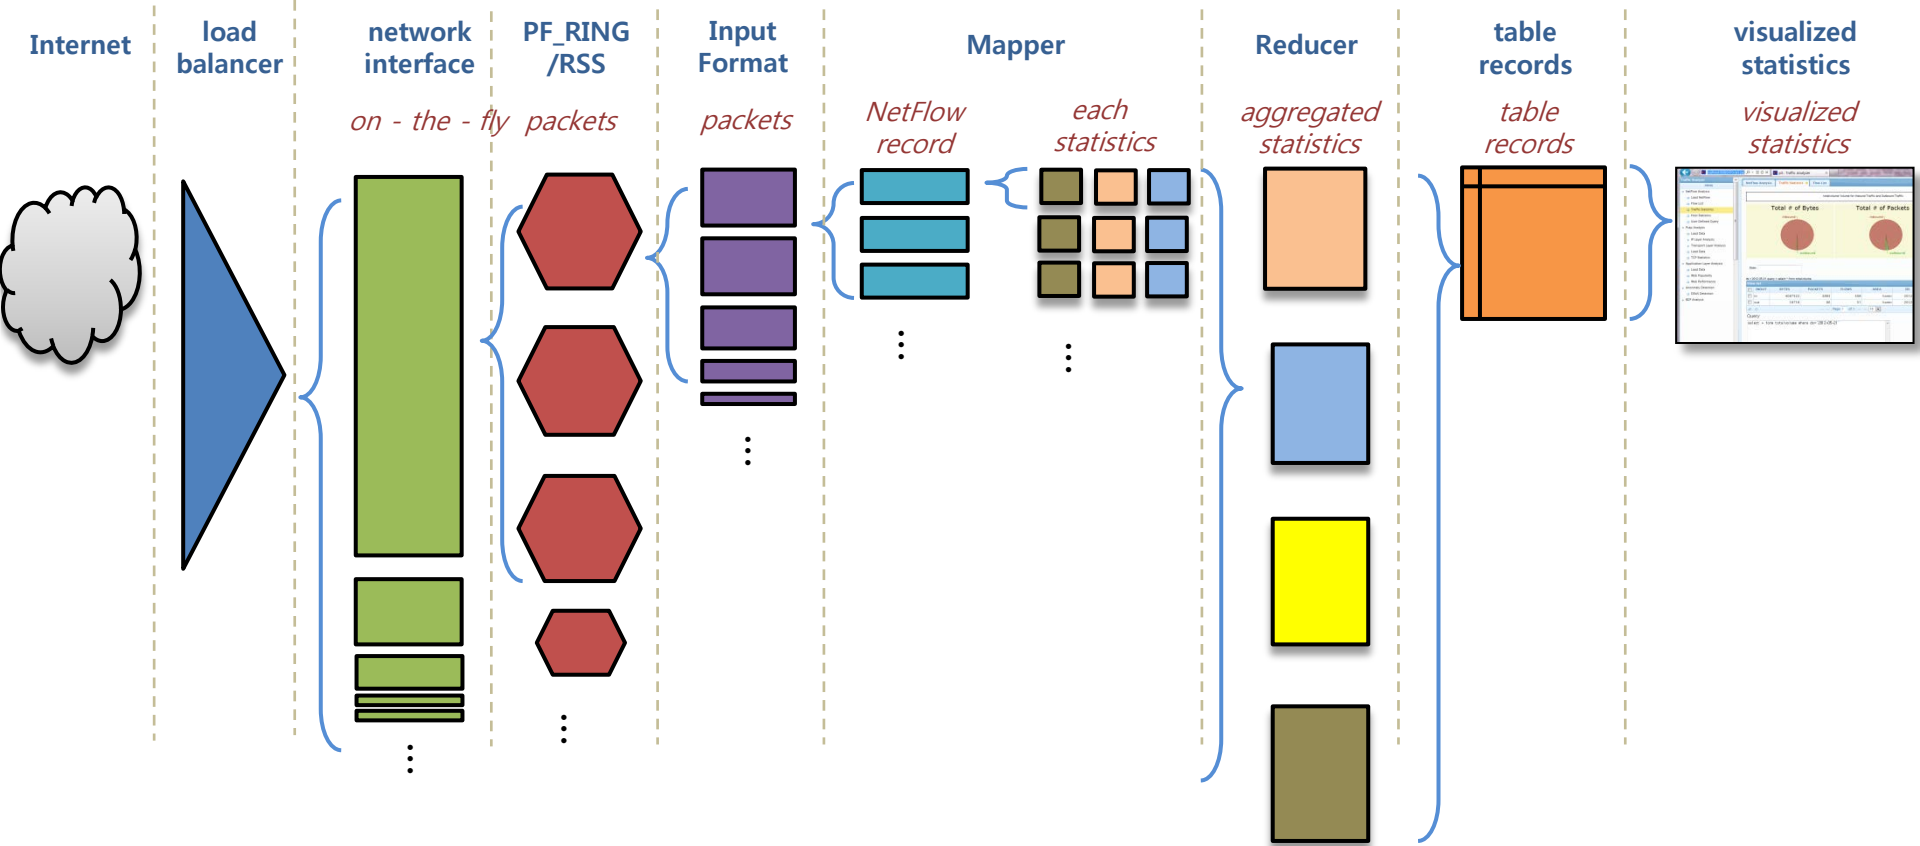 Internet
load
balancer
network
interface
PF_RING
/RSS
Input
Format
Mapper
Reducer
table
records
visualized
statistics
on - the - fly packets
packets
NetFlow
record
each
statistics
aggregated
statistics
table
records
visualized
statistics
Total # of Bytes
Total # of Packets
Query